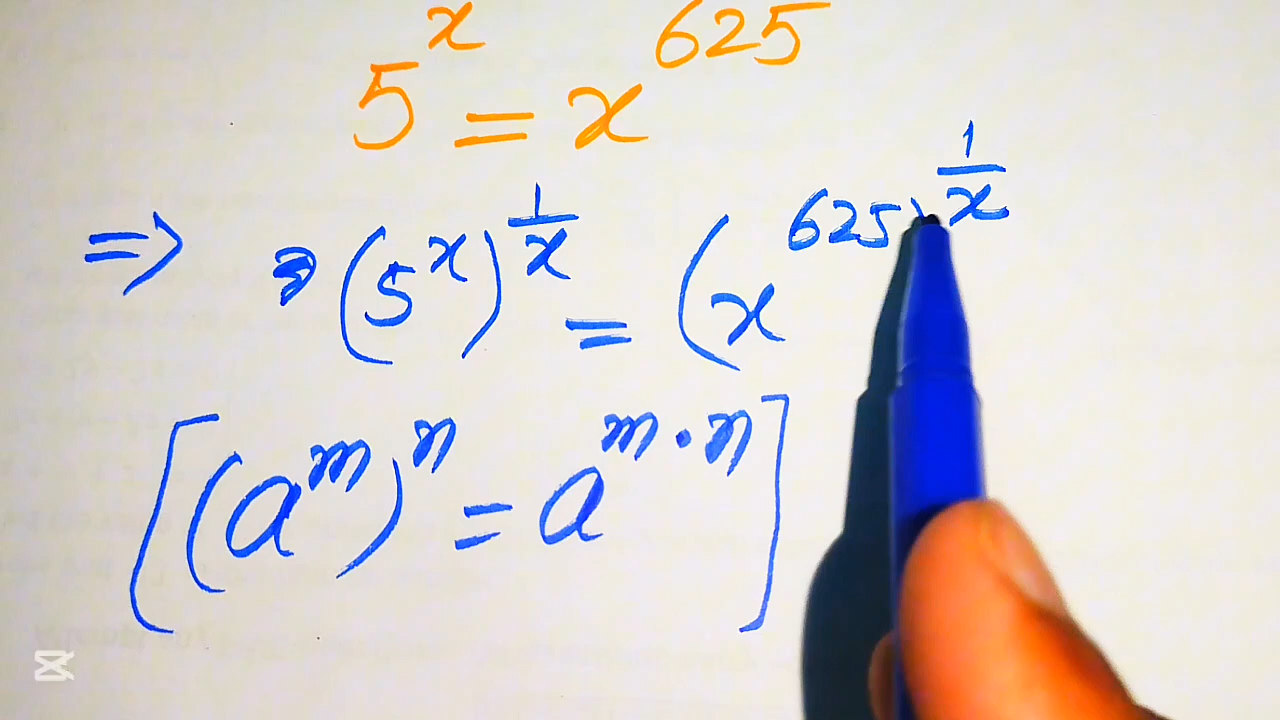 5^x = x^625
=> (5^x)^(1/x) = (x^625)^(1/x)
[(a^m)^n = a^(m·n)]